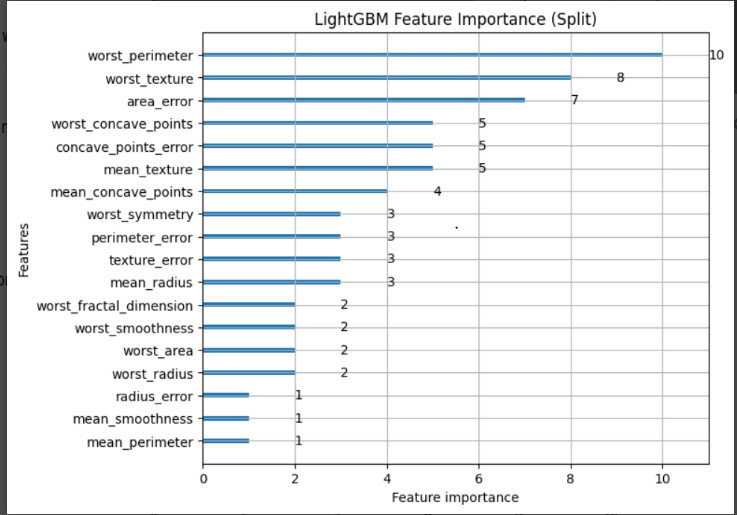 LightGBM Feature Importance (Split)
worst_perimeter 10
worst_texture 8
area_error 7
worst_concave_points 5
concave_points_error 5
mean_texture 5
mean_concave_points 4
worst_symmetry 3
perimeter_error 3
texture_error 3
mean_radius 3
worst_fractal_dimension 2
worst_smoothness 2
worst_area 2
worst_radius 2
radius_error 1
mean_smoothness 1
mean_perimeter 1
Features
0 2 4 6 8 10
Feature importance